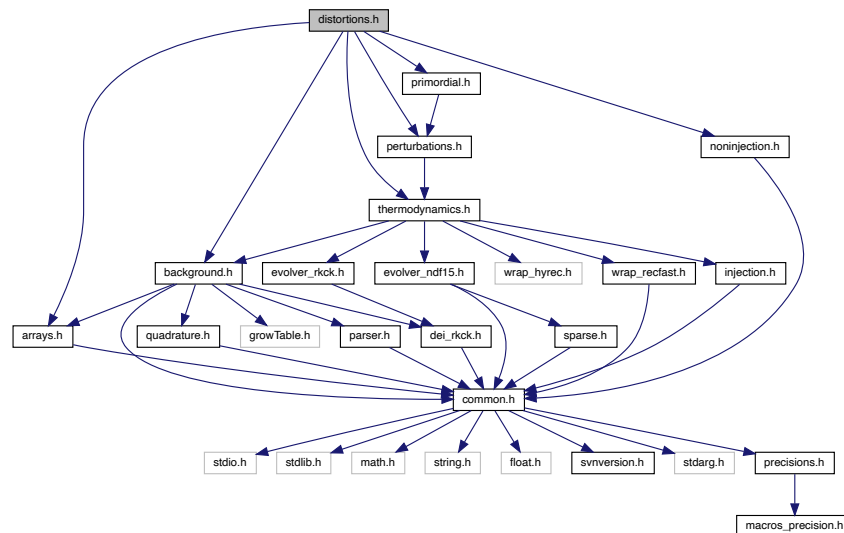 distortions.h
primordial.h
perturbations.h
noninjection.h
thermodynamics.h
background.h
evolver_rkck.h
evolver_ndf15.h
wrap_hyrec.h
wrap_recfast.h
injection.h
arrays.h
quadrature.h
growTable.h
parser.h
dei_rkck.h
sparse.h
common.h
stdio.h
stdlib.h
math.h
string.h
float.h
svnversion.h
stdarg.h
precisions.h
macros_precision.h